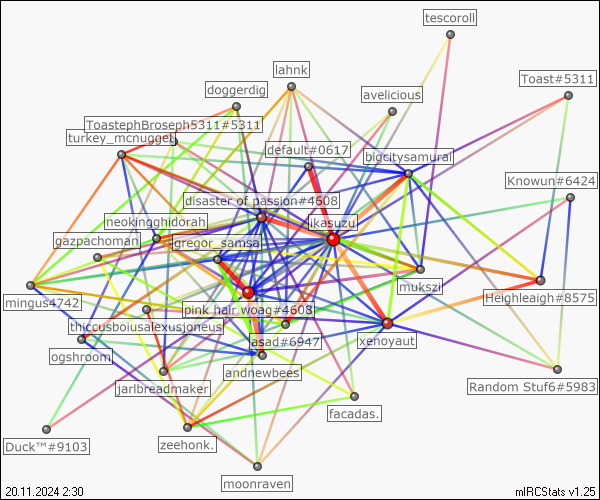 tescoroll
lahnk
Toast#5311
doggerdig
avelicious
ToastephBroseph5311#5311
turkey_mcnugget
default#0617
bigcitysamurai
Knowun#6424
disaster of passion#4608
neokingghidorah
ikasuzu
gazpachoman
gregor_samsa
mukszi
Heighleaigh#8575
mingus4742
pink hair woag#4608
thiccusboiusalexusjoneusi
asad#6947
xenoyaut
ogshroom
andnewbees
jarlbreadmaker
Random Stuf6#5983
facadas.
Duck™#9103
zeehonk.
moonraven
20.11.2024 2:30
mIRCStats v1.25